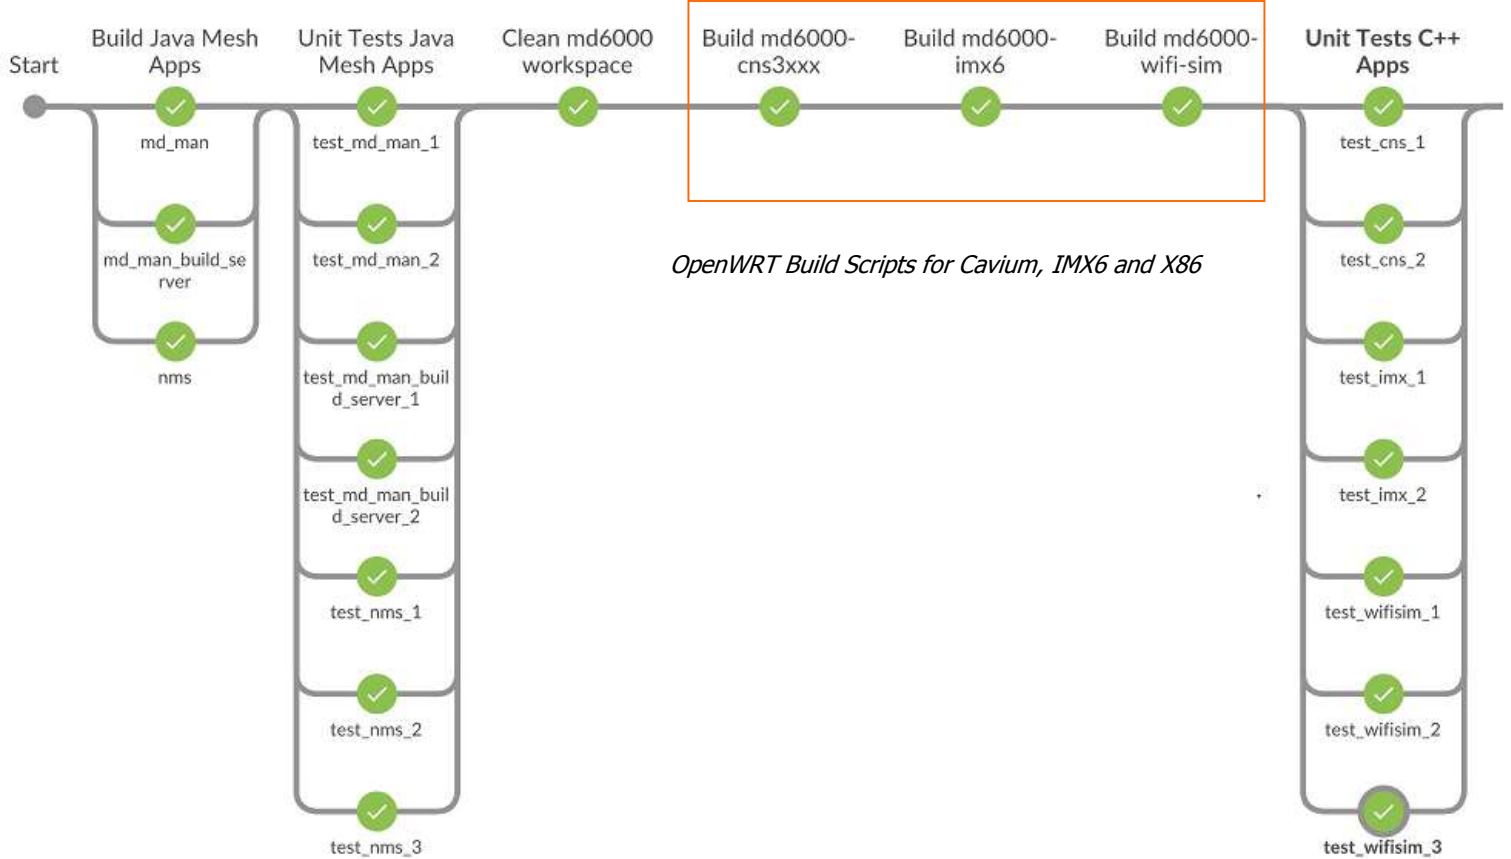 Start
Build Java Mesh
Apps
md_man
md_man_build_se
rver
nms
Unit Tests Java
Mesh Apps
test_md_man_1
test_md_man_2
test_md_man_buil
d_server_1
test_md_man_buil
d_server_2
test_nms_1
test_nms_2
test_nms_3
Clean md6000
workspace
Build md6000-
cns3xxx
Build md6000-
imx6
Build md6000-
wifi-sim
OpenWRT Build Scripts for Cavium, IMX6 and X86
Unit Tests C++
Apps
test_cns_1
test_cns_2
test_imx_1
test_imx_2
test_wifisim_1
test_wifisim_2
test_wifisim_3